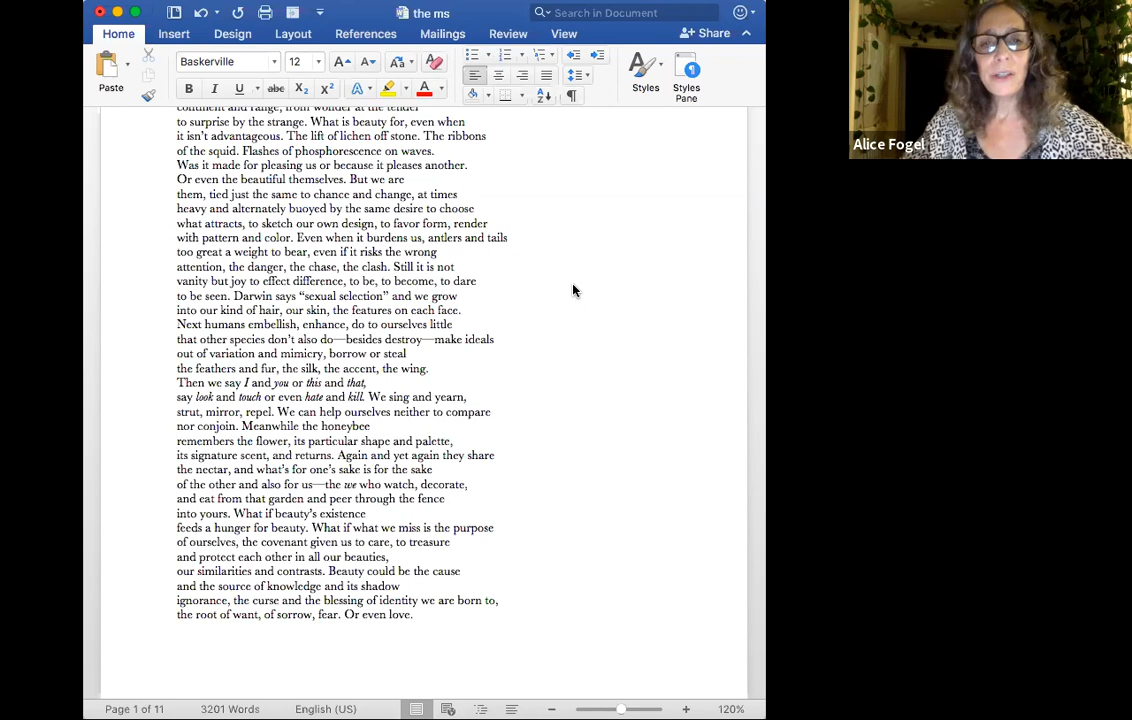 the ms
Search in Document
Home
Insert
Design
Layout
References
Mailings
Review
View
Share
Paste
Baskerville
12
Styles
Styles Pane
continent and range, from wonder at the tender
to surprise by the strange. What is beauty for, even when
it isn't advantageous. The lift of lichen off stone. The ribbons
of the squid. Flashes of phosphorescence on waves.
Was it made for pleasing us or because it pleases another.
Or even the beautiful themselves. But we are
them, tied just the same to chance and change, at times
heavy and alternately buoyed by the same desire to choose
what attracts, to sketch our own design, to favor form, render
with pattern and color. Even when it burdens us, antlers and tails
too great a weight to bear, even if it risks the wrong
attention, the danger, the chase, the clash. Still it is not
vanity but joy to effect difference, to be, to become, to dare
to be seen. Darwin says “sexual selection” and we grow
into our kind of hair, our skin, the features on each face.
Next humans embellish, enhance, do to ourselves little
that other species don't also do—besides destroy—make ideals
out of variation and mimicry, borrow or steal
the feathers and fur, the silk, the accent, the wing.
Then we say I and you or this and that,
say look and touch or even hate and kill. We sing and yearn,
strut, mirror, repel. We can help ourselves neither to compare
nor conjoin. Meanwhile the honeybee
remembers the flower, its particular shape and palette,
its signature scent, and returns. Again and yet again they share
the nectar, and what's for one's sake is for the sake
of the other and also for us—the we who watch, decorate,
and eat from that garden and peer through the fence
into yours. What if beauty's existence
feeds a hunger for beauty. What if what we miss is the purpose
of ourselves, the covenant given us to care, to treasure
and protect each other in all our beauties,
our similarities and contrasts. Beauty could be the cause
and the source of knowledge and its shadow
ignorance, the curse and the blessing of identity we are born to,
the root of want, of sorrow, fear. Or even love.
Page 1 of 11
3201 Words
English (US)
120%
Alice Fogel